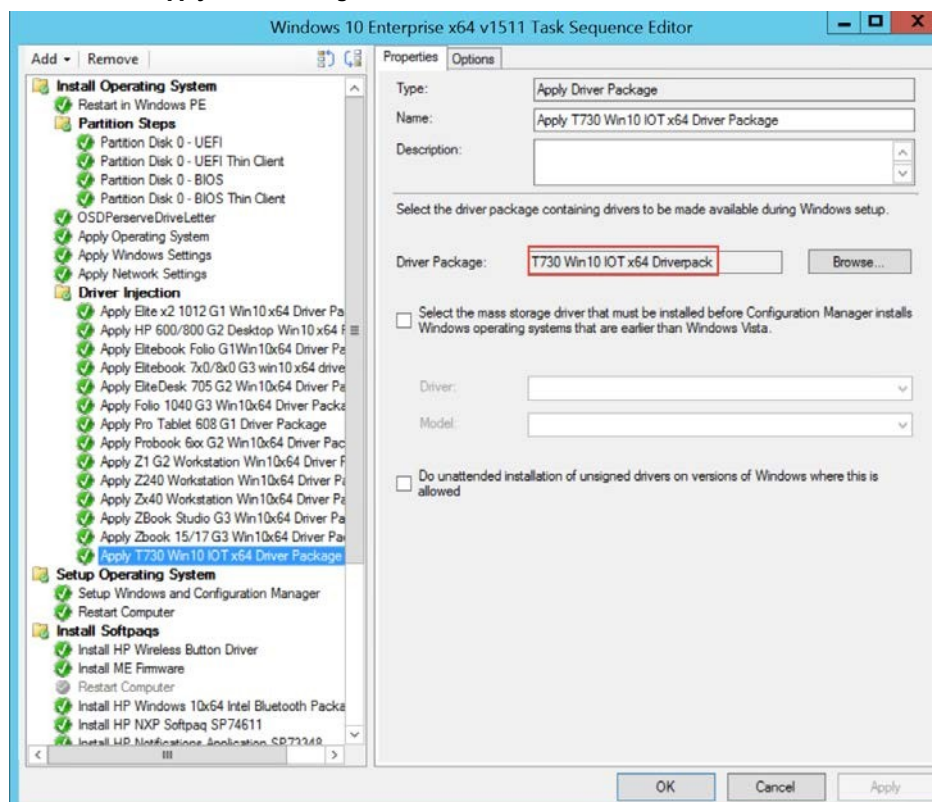 Windows 10 Enterprise x64 v1511 Task Sequence Editor
Add
Remove
Install Operating System
Restart in Windows PE
Partition Steps
Partition Disk 0 - UEFI
Partition Disk 0 - UEFI Thin Client
Partition Disk 0 - BIOS
Partition Disk 0 - BIOS Thin Client
OSDPerserveDriveLetter
Apply Operating System
Apply Windows Settings
Apply Network Settings
Driver Injection
Apply Elite x2 1012 G1 Win10 x64 Driver Pa
Apply HP 600/800 G2 Desktop Win10 x64
Apply Elitebook Folio G1Win10x64 Driver Pa
Apply Elitebook 7x0/8x0 G3 win10 x64 drive
Apply EliteDesk 705 G2 Win10x64 Driver Pa
Apply Folio 1040 G3 Win10x64 Driver Packa
Apply Pro Tablet 608 G1 Driver Package
Apply Probook 6xx G2 Win10x64 Driver Pac
Apply Z1 G2 Workstation Win10x64 Driver
Apply Z240 Workstation Win10x64 Driver Pa
Apply Zx40 Workstation Win10x64 Driver Pa
Apply ZBook Studio G3 Win10x64 Driver Pa
Apply Zbook 15/17 G3 Win10x64 Driver Pa
Apply T730 Win10 IOT x64 Driver Package
Setup Operating System
Setup Windows and Configuration Manager
Restart Computer
Install Softpaqs
Install HP Wireless Button Driver
Install ME Firmware
Restart Computer
Install HP Windows 10x64 Intel Bluetooth Packa
Install HP NXP Softpaq SP74611
Install HP Notifications Application SP73348
Properties
Options
Type:
Apply Driver Package
Name:
Apply T730 Win10 IOT x64 Driver Package
Description:
Select the driver package containing drivers to be made available during Windows setup.
Driver Package:
T730 Win10 IOT x64 Driverpack
Browse...
Select the mass storage driver that must be installed before Configuration Manager installs
Windows operating systems that are earlier than Windows Vista.
Driver:
Model:
Do unattended installation of unsigned drivers on versions of Windows where this is
allowed
OK
Cancel
Apply